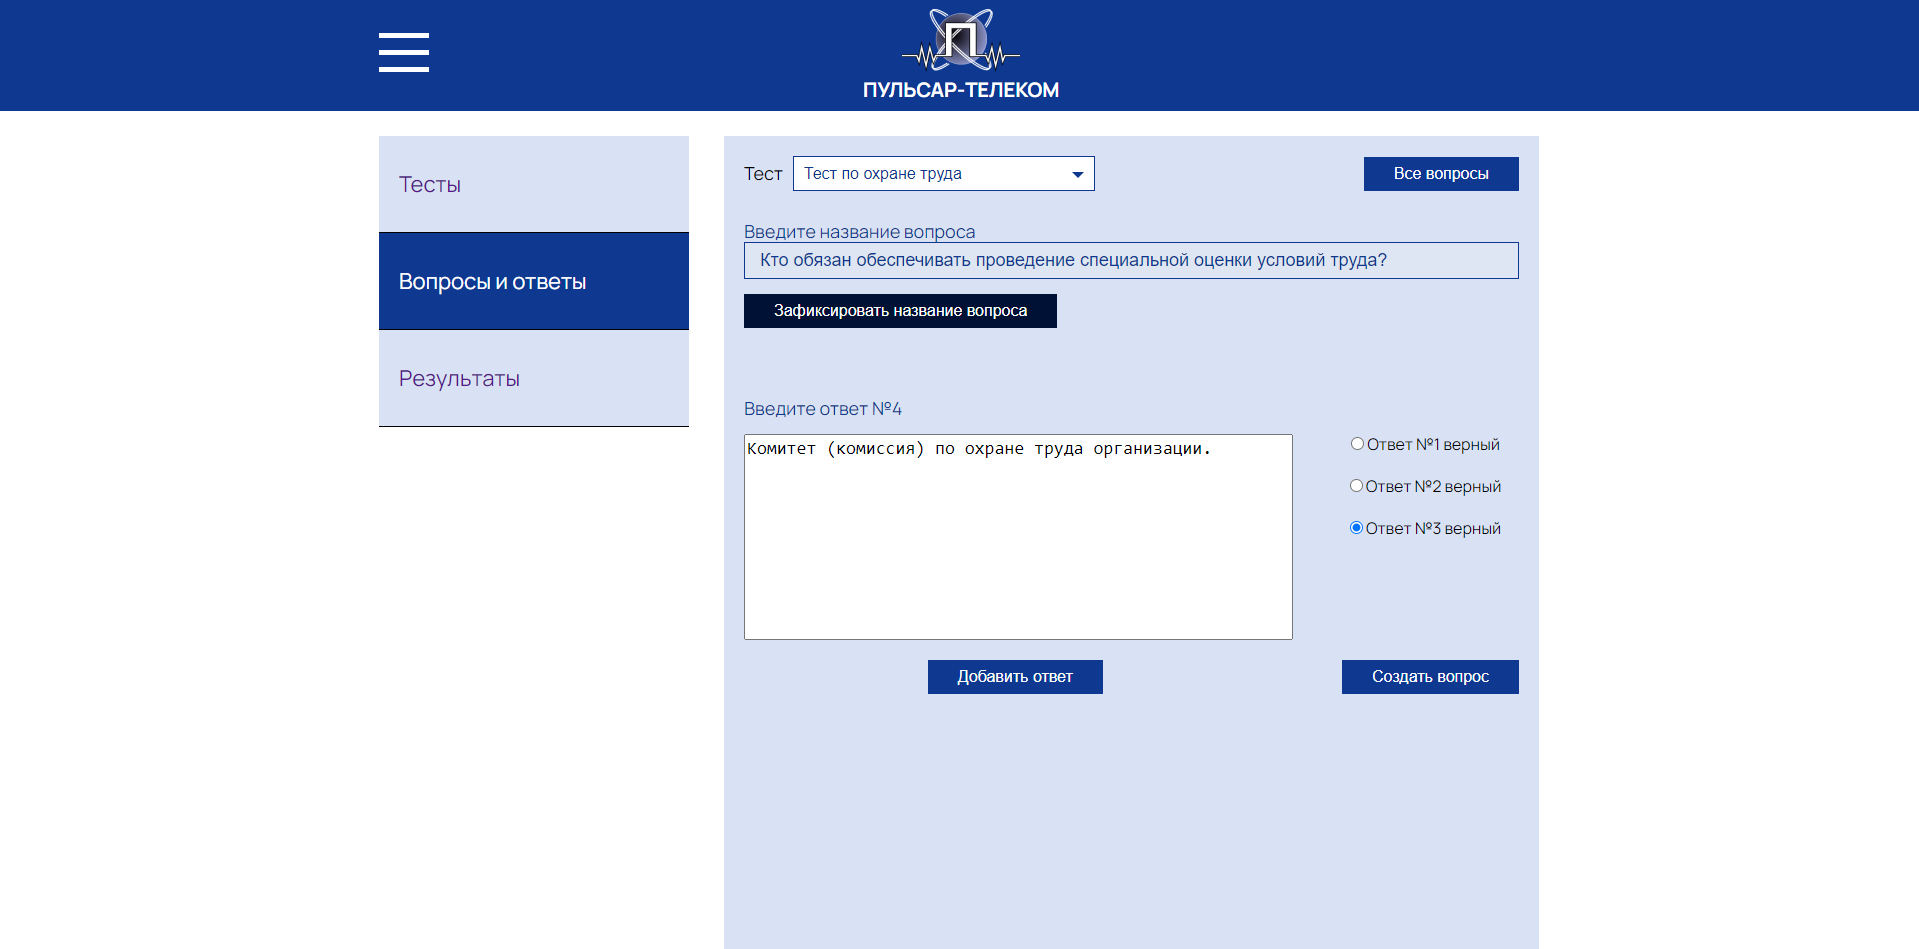 П
ПУЛЬСАР-ТЕЛЕКОМ
Тесты
Вопросы и ответы
Результаты
Тест
Тест по охране труда
Все вопросы
Введите название вопроса
Кто обязан обеспечивать проведение специальной оценки условий труда?
Зафиксировать название вопроса
Введите ответ №4
Комитет (комиссия) по охране труда организации.
Ответ №1 верный
Ответ №2 верный
Ответ №3 верный
Добавить ответ
Создать вопрос